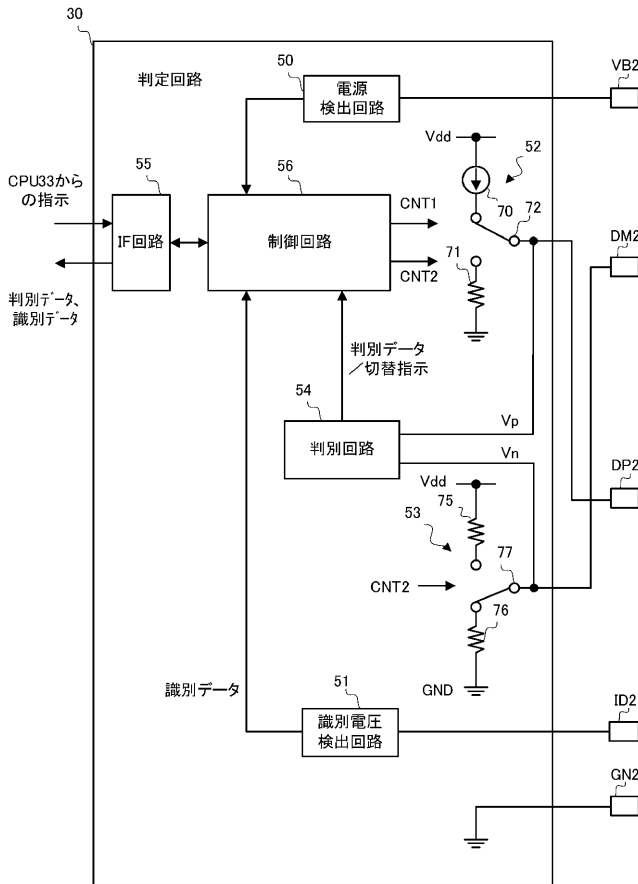 30
判定回路
50
電源
検出回路
VB2
Vdd
52
CPU33から
の指示
55
IF回路
56
制御回路
CNT1
CNT2
70
72
71
DM2
判別データ、
識別データ
判別データ
／切替指示
54
判別回路
Vp
Vn
DP2
Vdd
75
53
77
CNT2
76
GND
識別データ
51
識別電圧
検出回路
ID2
GN2